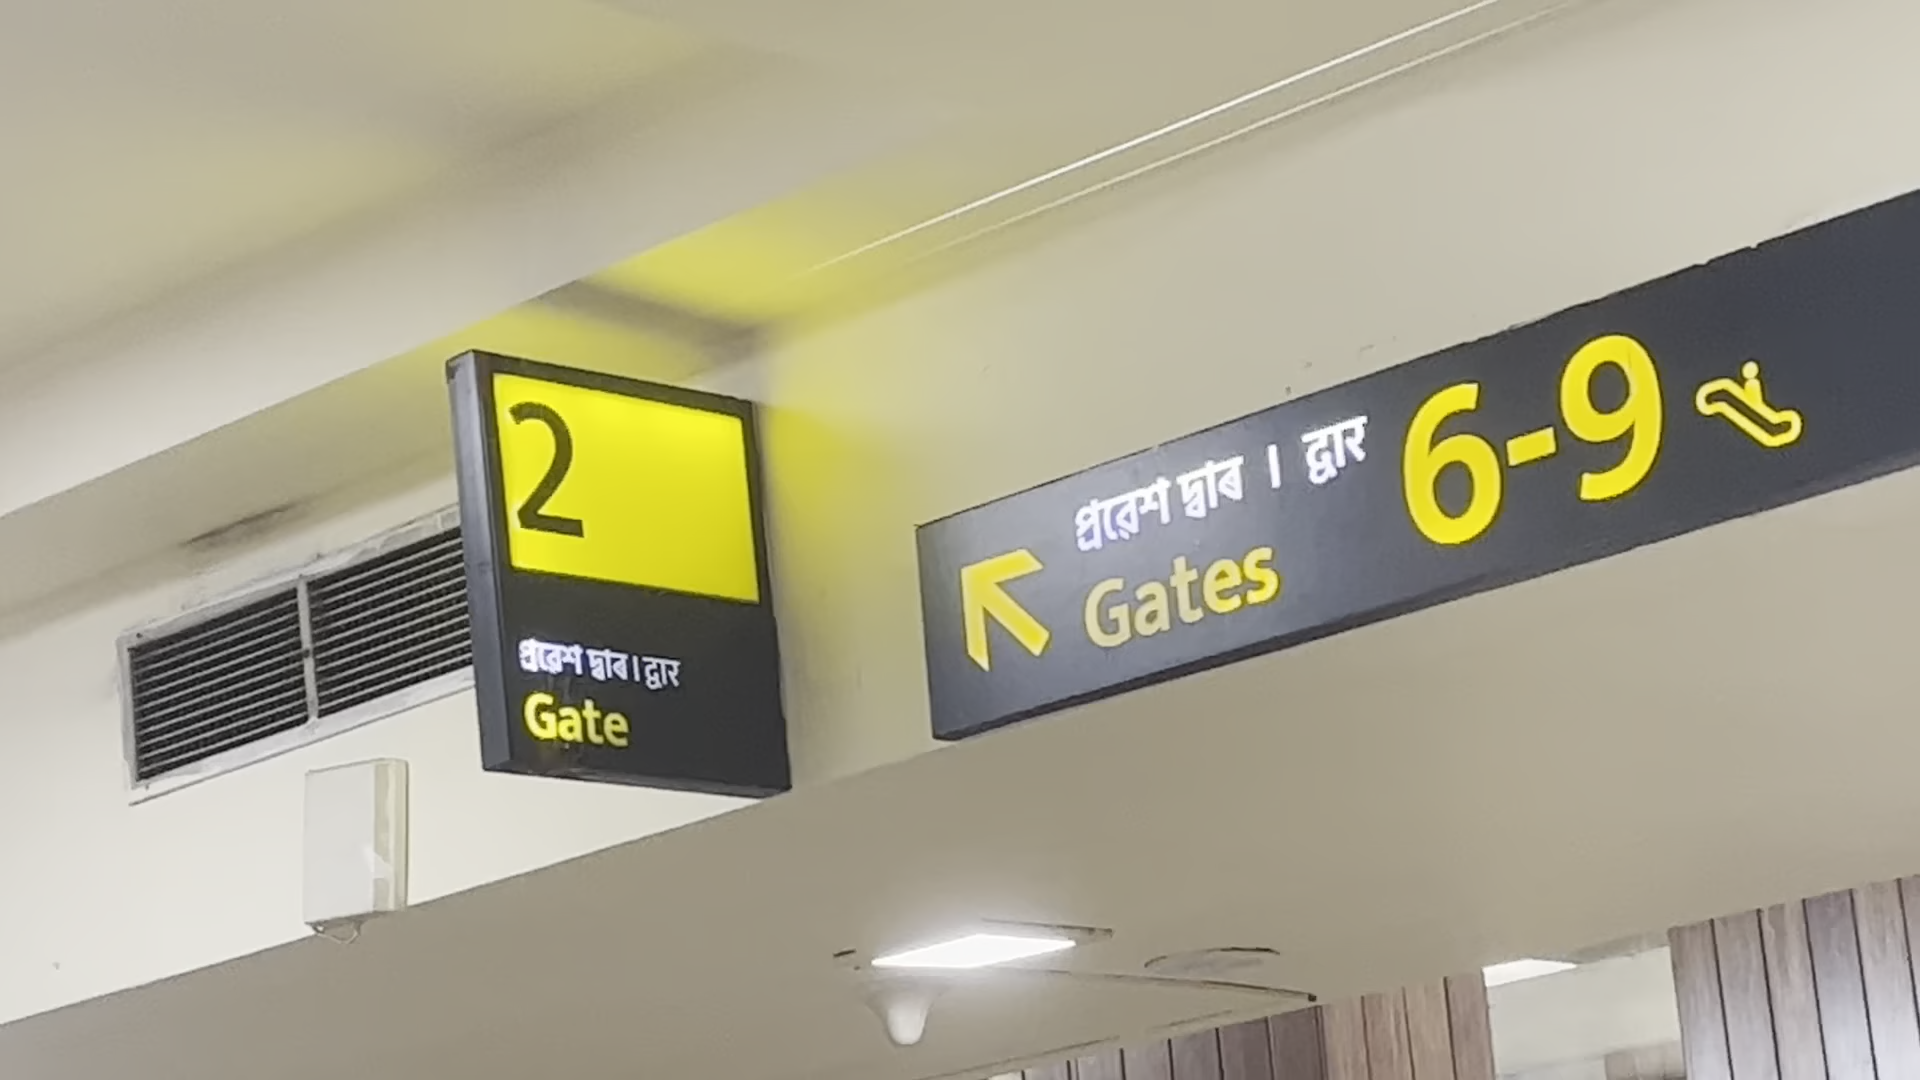 2
প্ৰৱেশ দ্বাৰ । द्वार
Gate
প্ৰৱেশ দ্বাৰ । द्वार
Gates
6-9